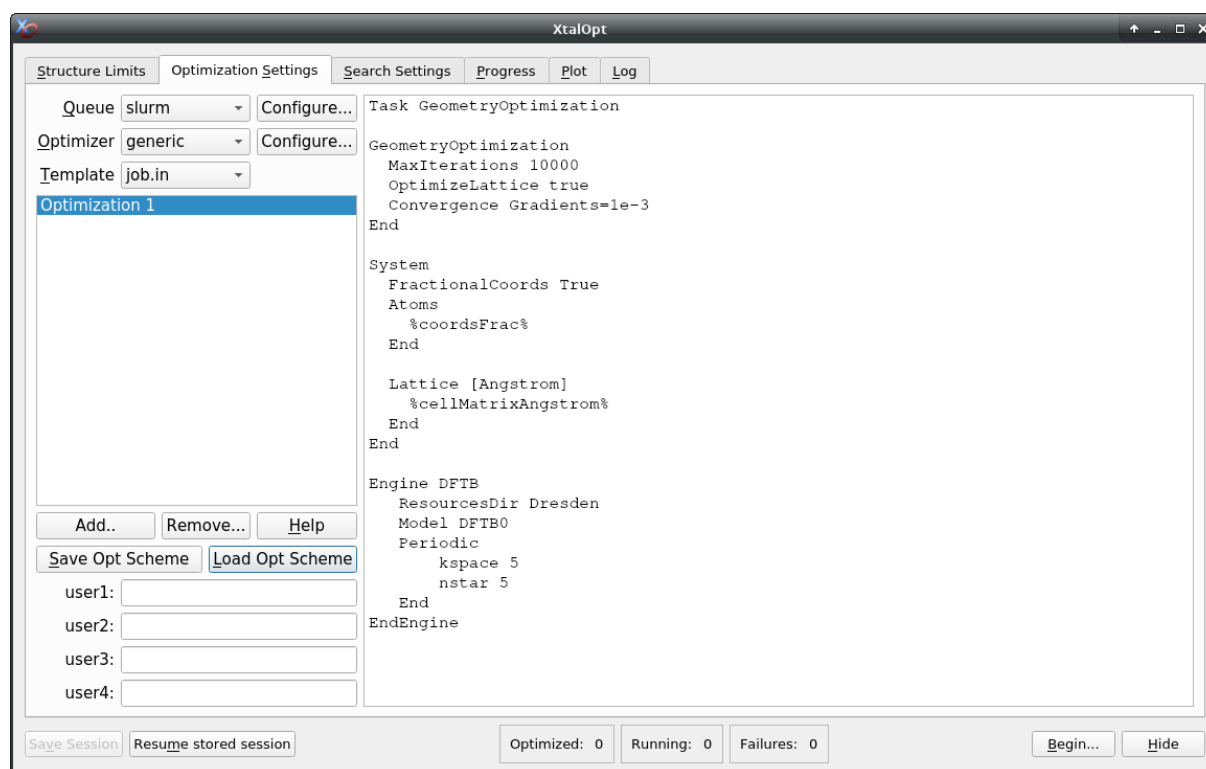 XtalOpt
Structure Limits Optimization Settings Search Settings Progress Plot Log
Queue slurm Configure...
Optimizer generic Configure...
Template job.in
Optimization 1
Add.. Remove... Help
Save Opt Scheme Load Opt Scheme
user1:
user2:
user3:
user4:
Task GeometryOptimization
GeometryOptimization
MaxIterations 10000
OptimizeLattice true
Convergence Gradients=1e-3
End
System
FractionalCoords True
Atoms
%coordsFrac%
End
Lattice [Angstrom]
%cellMatrixAngstrom%
End
End
Engine DFTB
ResourcesDir Dresden
Model DFTB0
Periodic
kspace 5
nstar 5
End
EndEngine
Save Session Resume stored session Optimized: 0 Running: 0 Failures: 0 Begin... Hide